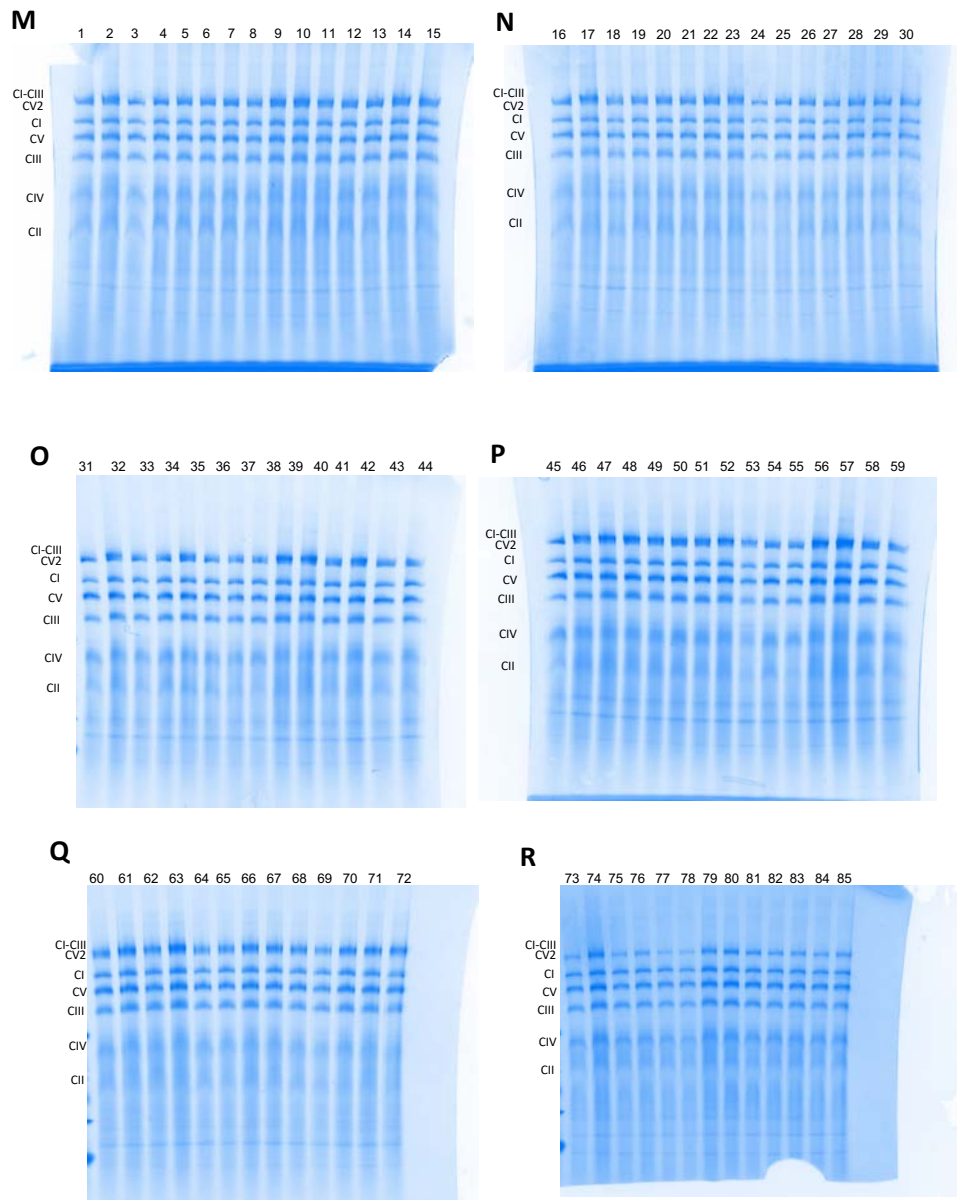 M
1 2 3 4 5 6 7 8 9 10 11 12 13 14 15
CI-CIII
CV2
CI
CV
CIII
CIV
CII
N
16 17 18 19 20 21 22 23 24 25 26 27 28 29 30
CI-CIII
CV2
CI
CV
CIII
CIV
CII
O
31 32 33 34 35 36 37 38 39 40 41 42 43 44
CI-CIII
CV2
CI
CV
CIII
CIV
CII
P
45 46 47 48 49 50 51 52 53 54 55 56 57 58 59
CI-CIII
CV2
CI
CV
CIII
CIV
CII
Q
60 61 62 63 64 65 66 67 68 69 70 71 72
CI-CIII
CV2
CI
CV
CIII
CIV
CII
R
73 74 75 76 77 78 79 80 81 82 83 84 85
CI-CIII
CV2
CI
CV
CIII
CIV
CII